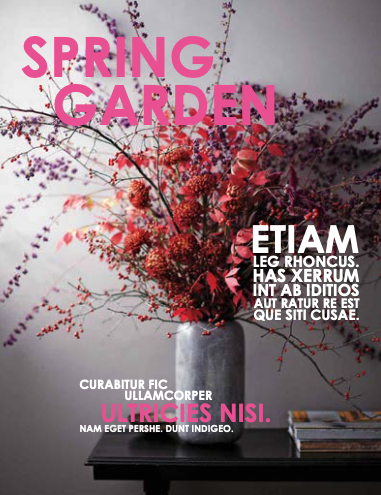 SPRING
GARDEN
ETIAM
LEG RHONCUS.
HAS XERRUM
INT AB IDITIOS
AUT RATUR RE EST
QUE SITI CUSAE.
CURABITUR FIC
ULLAMCORPER
ULTRICIES NISI.
NAM EGET PERSHE. DUNT INDIGEO.